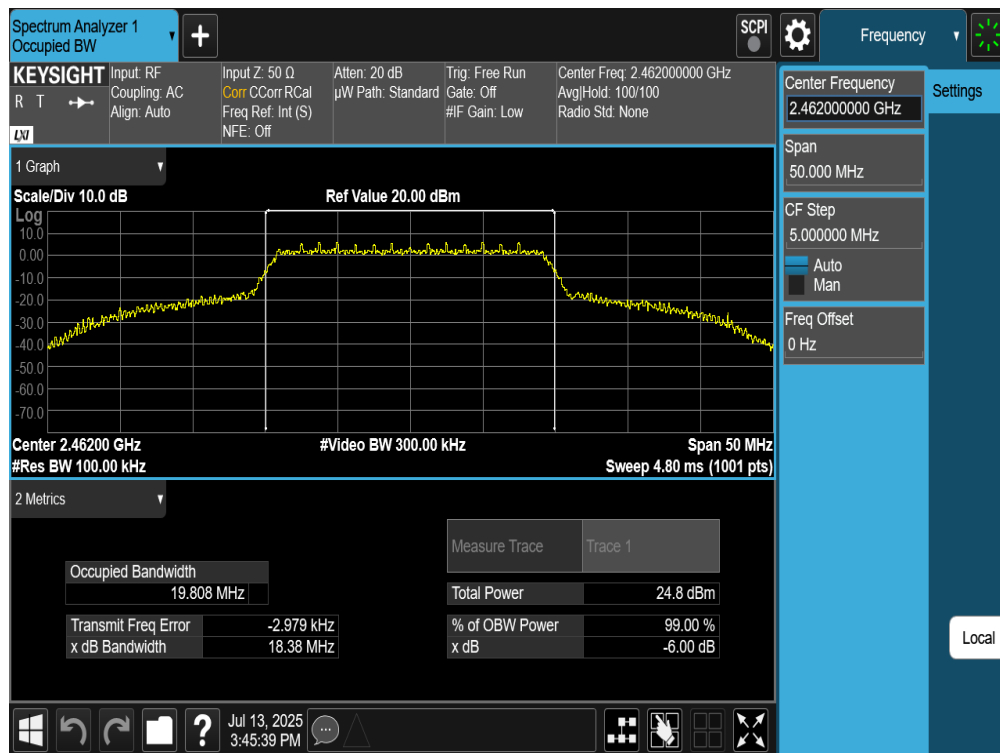 Spectrum Analyzer 1
Occupied BW
+
SCPI
Frequency
KEYSIGHT
R T
LXI
Input: RF
Coupling: AC
Align: Auto
Input Z: 50 Ω
Corr CCorr RCal
Freq Ref: Int (S)
NFE: Off
Atten: 20 dB
µW Path: Standard
Trig: Free Run
Gate: Off
#IF Gain: Low
Center Freq: 2.462000000 GHz
Avg|Hold: 100/100
Radio Std: None
Center Frequency
2.462000000 GHz
Settings
Span
50.000 MHz
CF Step
5.000000 MHz
Auto
Man
Freq Offset
0 Hz
Local
1 Graph
Scale/Div 10.0 dB
Ref Value 20.00 dBm
Log
10.0
0.00
-10.0
-20.0
-30.0
-40.0
-50.0
-60.0
-70.0
Center 2.46200 GHz
#Video BW 300.00 kHz
Span 50 MHz
#Res BW 100.00 kHz
Sweep 4.80 ms (1001 pts)
2 Metrics
Measure Trace
Trace 1
Occupied Bandwidth
19.808 MHz
Total Power
24.8 dBm
Transmit Freq Error
-2.979 kHz
% of OBW Power
99.00 %
x dB Bandwidth
18.38 MHz
x dB
-6.00 dB
?
Jul 13, 2025
3:45:39 PM